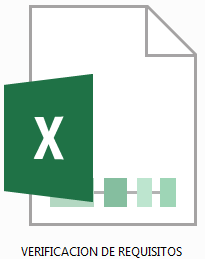 X
VERIFICACION DE REQUISITOS